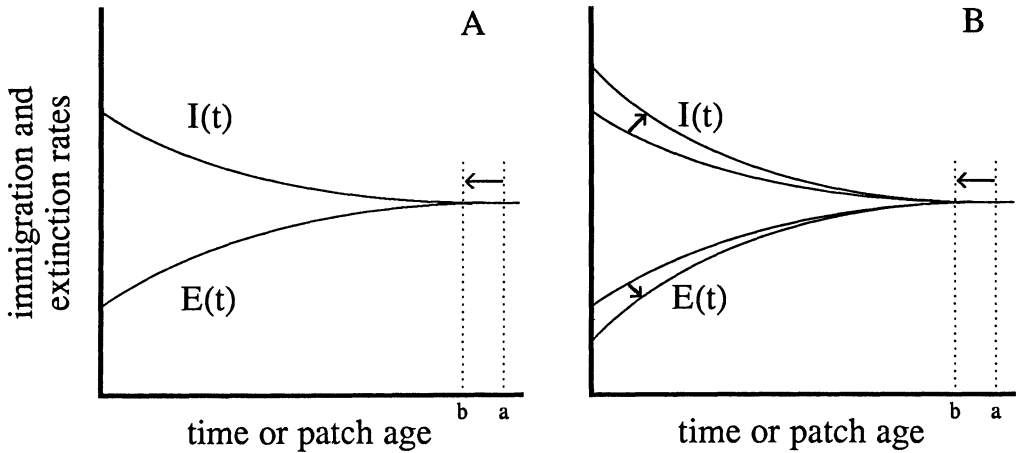 A
immigration and
extinction rates
I(t)
E(t)
b a
time or patch age
B
I(t)
E(t)
b a
time or patch age